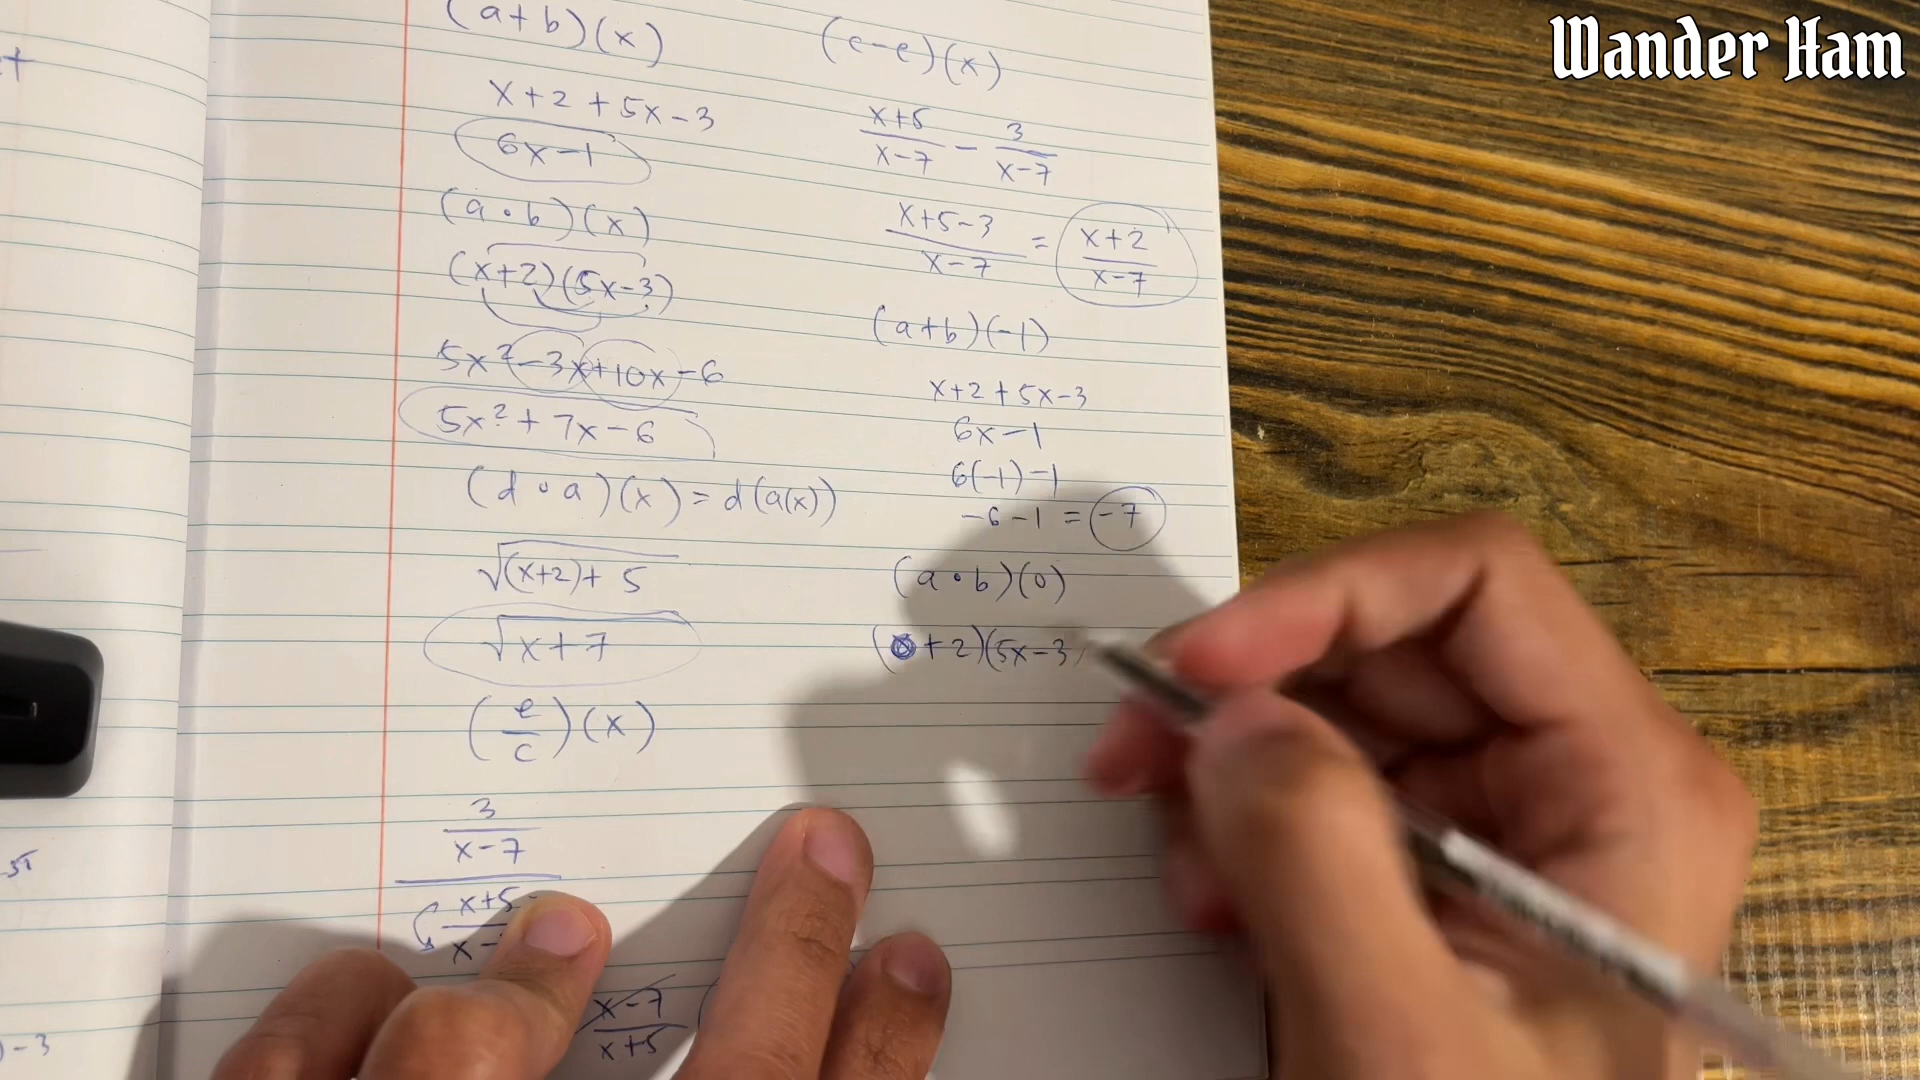 Wander Ham
(a+b)(x)
x+2+5x-3
6x-1
(a•b)(x)
(x+2)(5x-3)
5x²-3x+10x-6
5x²+7x-6
(d∘a)(x)=d(a(x))
√(x+2)+5
√x+7
(e/c)(x)
3
x-7
x+5
x-
x-7
x+5
(c-e)(x)
x+5/x-7 - 3/x-7
x+5-3/x-7 = x+2/x-7
(a+b)(-1)
x+2+5x-3
6x-1
6(-1)-1
-6-1=-7
(a•b)(0)
+2)(5x-3
)-3